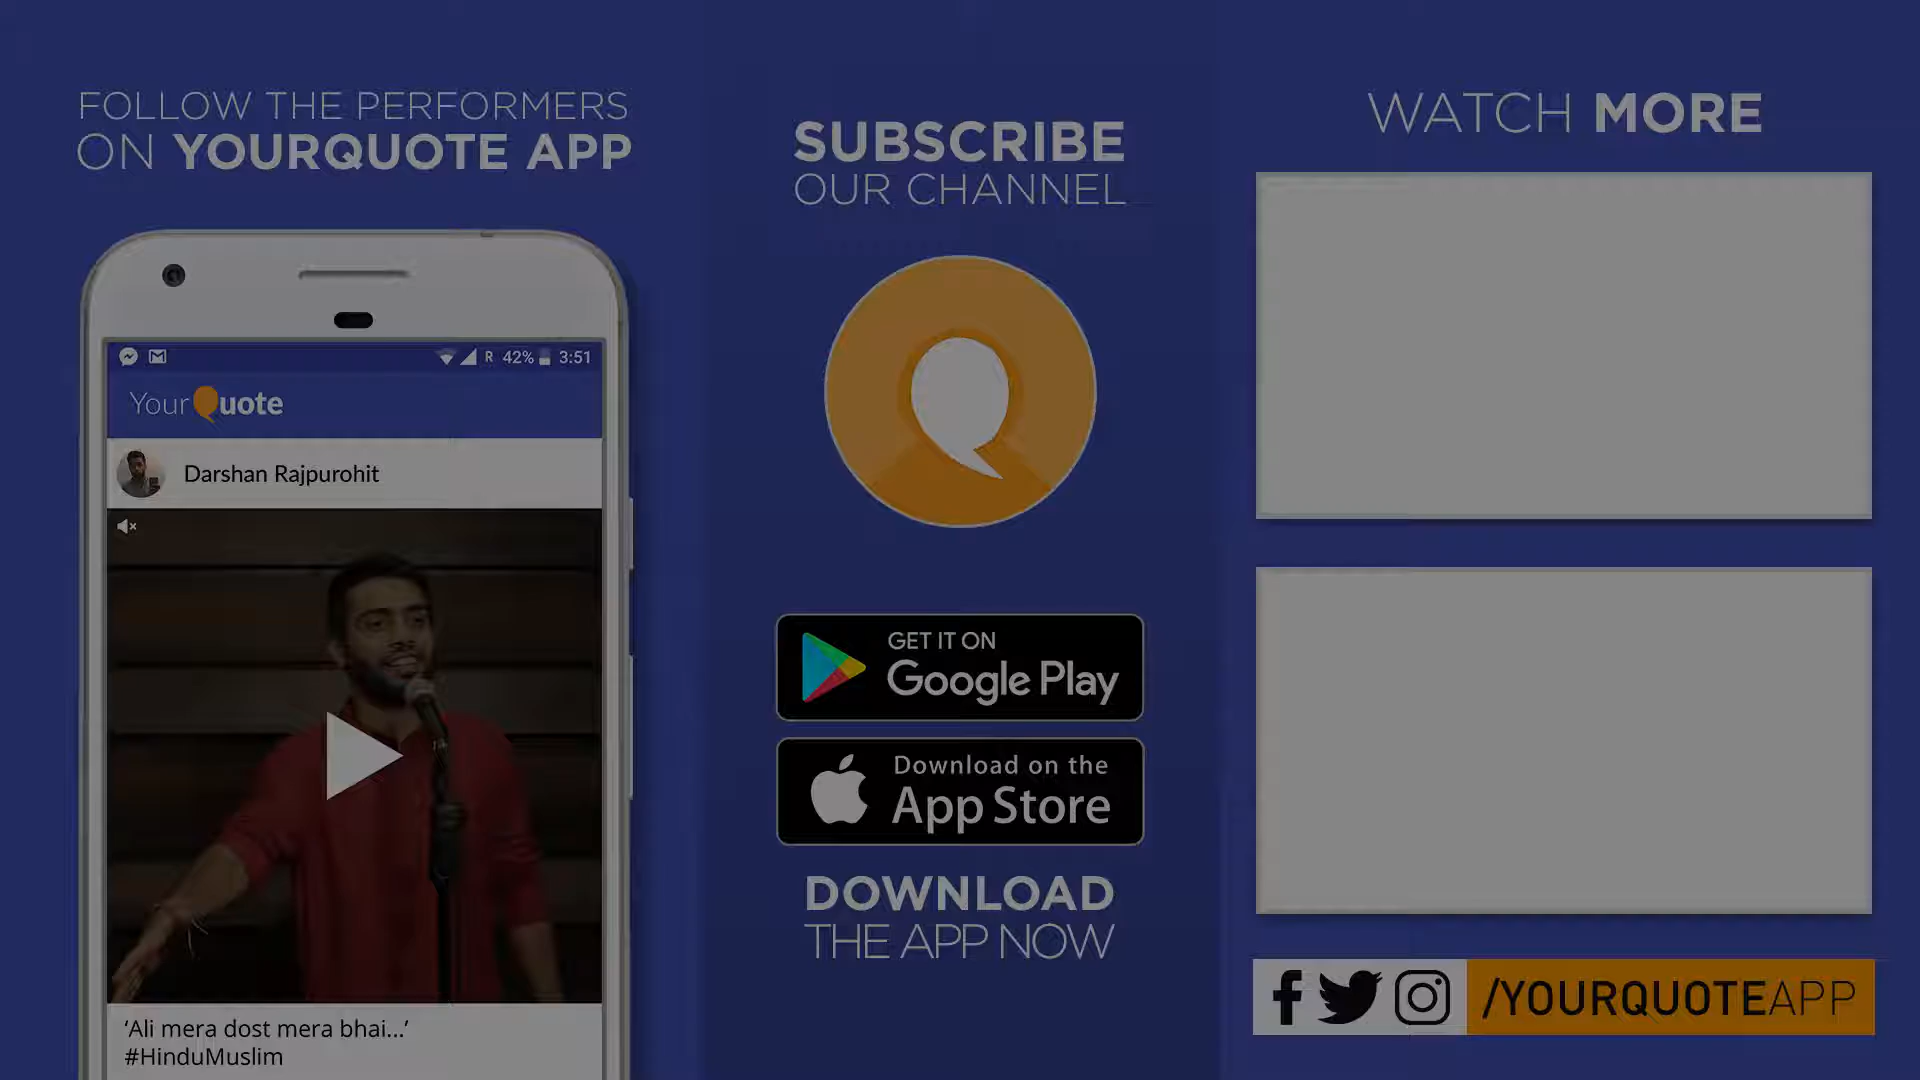 FOLLOW THE PERFORMERS
ON YOURQUOTE APP
R 42% 3:51
YourQuote
Darshan Rajpurohit
‘Ali mera dost mera bhai...’
#HinduMuslim
SUBSCRIBE
OUR CHANNEL
GET IT ON
Google Play
Download on the
App Store
DOWNLOAD
THE APP NOW
WATCH MORE
/YOURQUOTEAPP